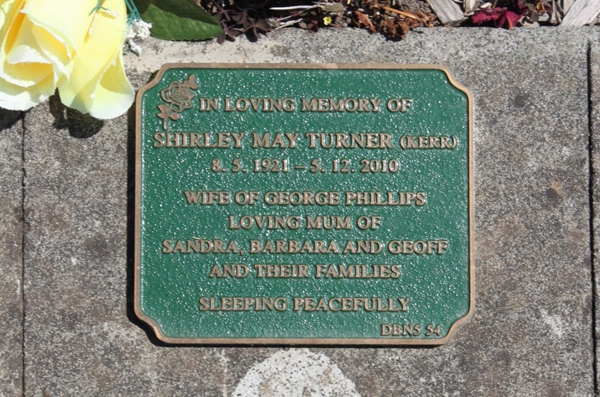 IN LOVING MEMORY OF
SHIRLEY MAY TURNER (KERR)
8. 5. 1921 – 5. 12. 2010
WIFE OF GEORGE PHILLIPS
LOVING MUM OF
SANDRA, BARBARA AND GEOFF
AND THEIR FAMILIES
SLEEPING PEACEFULLY
DBN5 54